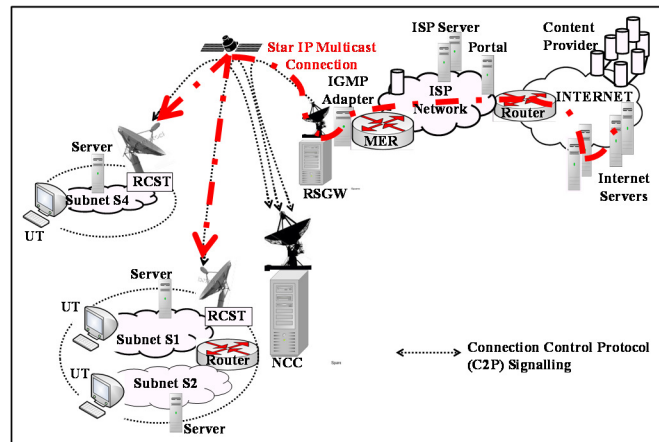 Star IP Multicast
Connection
ISP Server
Portal
Content
Provider
IGMP
Adapter
ISP
Network
INTERNET
Router
MER
RSGW
Internet
Servers
Server
RCST
Subnet S4
UT
Server
RCST
UT
Subnet S1
Router
NCC
UT
Subnet S2
Server
Connection Control Protocol
(C2P) Signalling